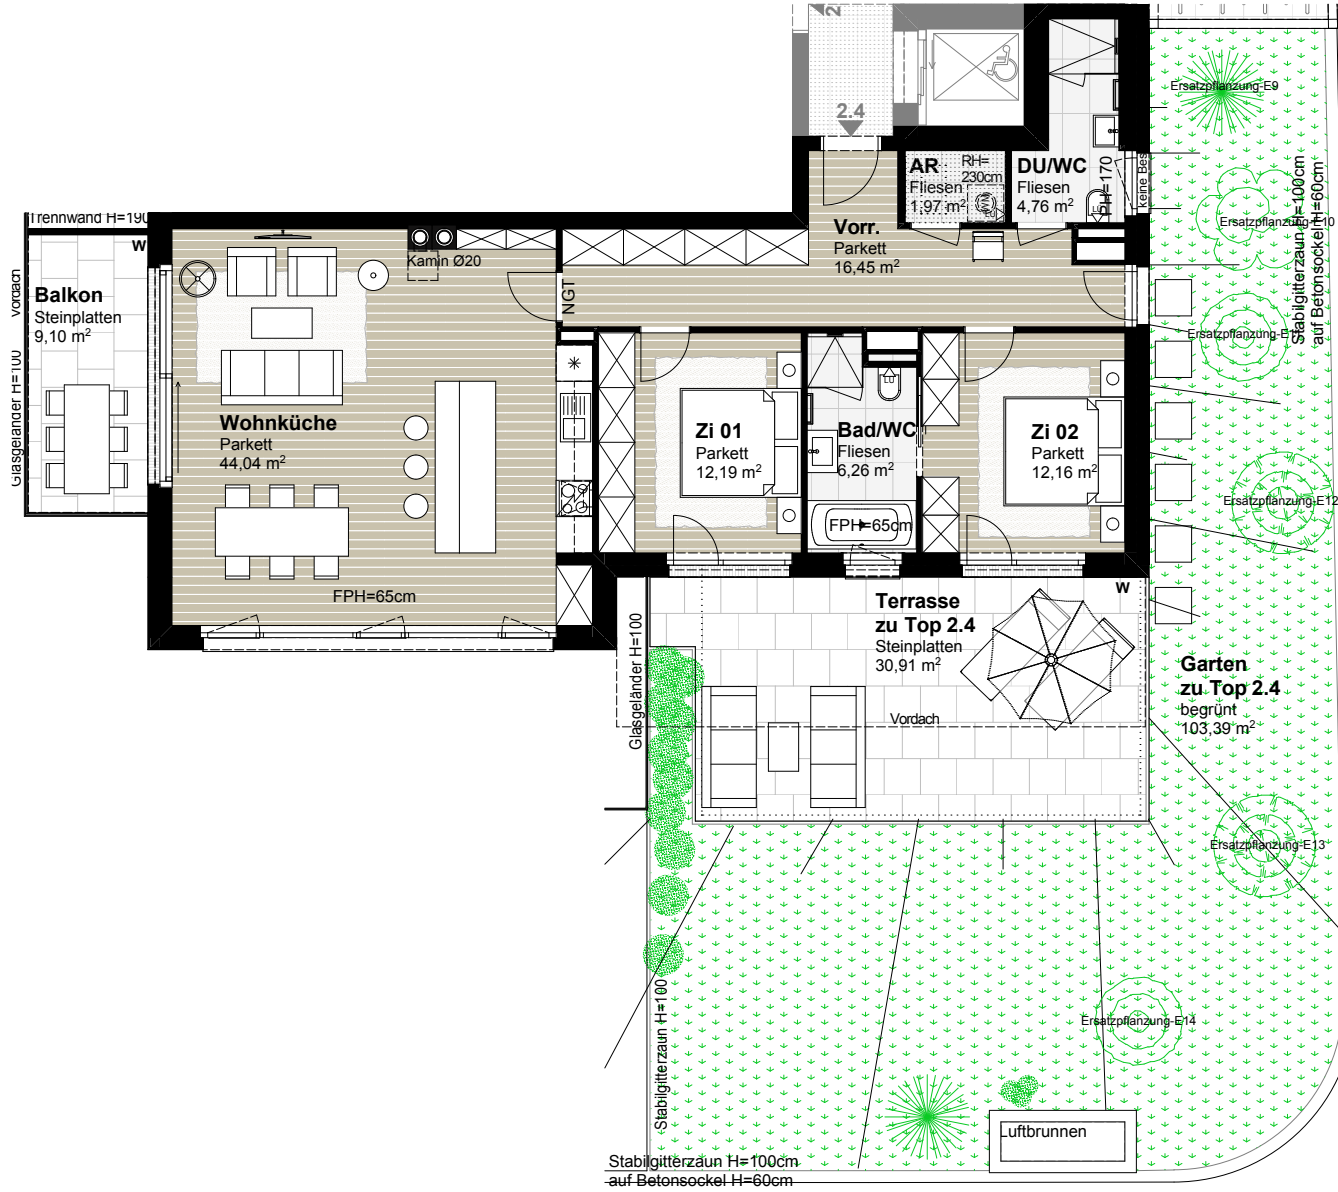 2.4
Ersatzpflanzung-E9
AR
Fliesen
1,97 m²
RH=
230cm
DU/WC
Fliesen
4,76 m²
PH=170
keine Bes
Stabilgitterzaun H=100cm
auf Betonsockel H=60cm
Trennwand H=190
W
Vorr.
Parkett
16,45 m²
Ersatzpflanzung-E10
Kamin Ø20
NGT
Vordach
Balkon
Steinplatten
9,10 m²
Glasgeländer H=100
Ersatzpflanzung-E11
Wohnküche
Parkett
44,04 m²
Zi 01
Parkett
12,19 m²
LÜ
Bad/WC
Fliesen
6,26 m²
FPH=65cm
Zi 02
Parkett
12,16 m²
Ersatzpflanzung-E12
FPH=65cm
Glasgeländer H=100
Terrasse
zu Top 2.4
Steinplatten
30,91 m²
W
Vordach
Garten
zu Top 2.4
begrünt
103,39 m²
Ersatzpflanzung-E13
Ersatzpflanzung-E14
Stabilgitterzaun H=100
Luftbrunnen
Stabilgitterzaun H=100cm
auf Betonsockel H=60cm